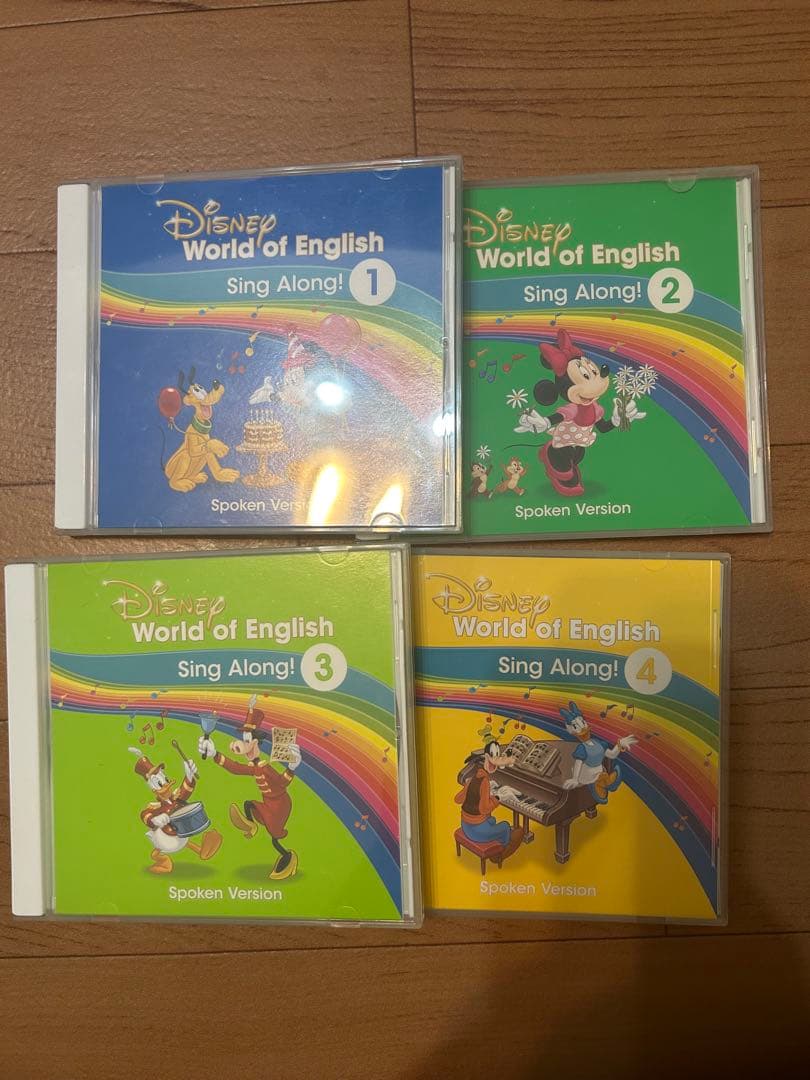 Disney
World of English
Sing Along! 1
Spoken Versi
Disney
World of English
Sing Along! 2
Spoken Version
Disney
World of English
Sing Along! 3
Spoken Version
Disney
World of English
Sing Along! 4
Spoken Version